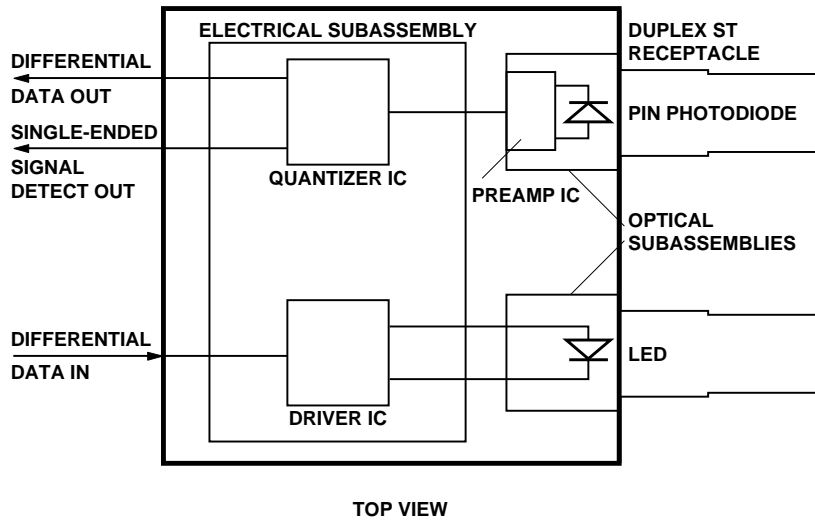 ELECTRICAL SUBASSEMBLY
DUPLEX ST
RECEPTACLE
DIFFERENTIAL
DATA OUT
SINGLE-ENDED
SIGNAL
DETECT OUT
QUANTIZER IC
PREAMP IC
PIN PHOTODIODE
OPTICAL
SUBASSEMBLIES
DIFFERENTIAL
DATA IN
DRIVER IC
LED
TOP VIEW